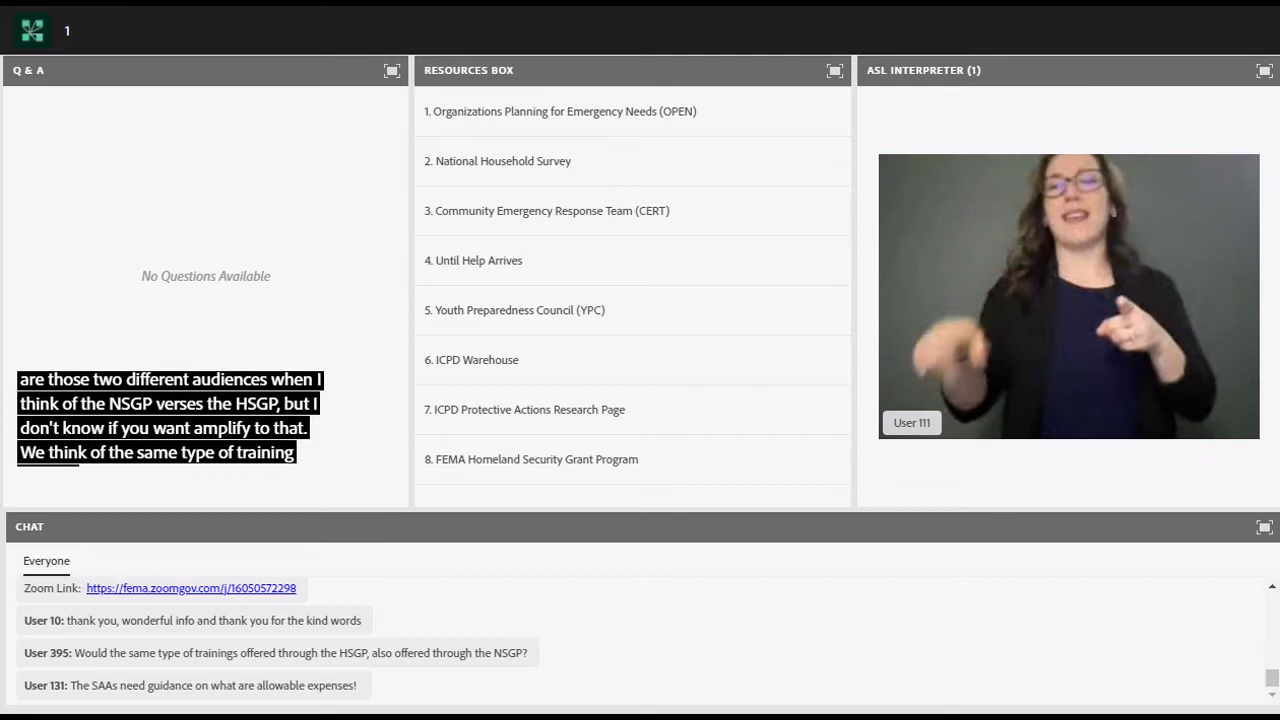 1
Q & A
No Questions Available
are those two different audiences when I
think of the NSGP verses the HSGP, but I
don't know if you want amplify to that.
We think of the same type of training
RESOURCES BOX
1. Organizations Planning for Emergency Needs (OPEN)
2. National Household Survey
3. Community Emergency Response Team (CERT)
4. Until Help Arrives
5. Youth Preparedness Council (YPC)
6. ICPD Warehouse
7. ICPD Protective Actions Research Page
8. FEMA Homeland Security Grant Program
ASL INTERPRETER (1)
User 111
CHAT
Everyone
Zoom Link: https://fema.zoomgov.com/j/16050572298
User 10: thank you, wonderful info and thank you for the kind words
User 395: Would the same type of trainings offered through the HSGP, also offered through the NSGP?
User 131: The SAAs need guidance on what are allowable expenses!